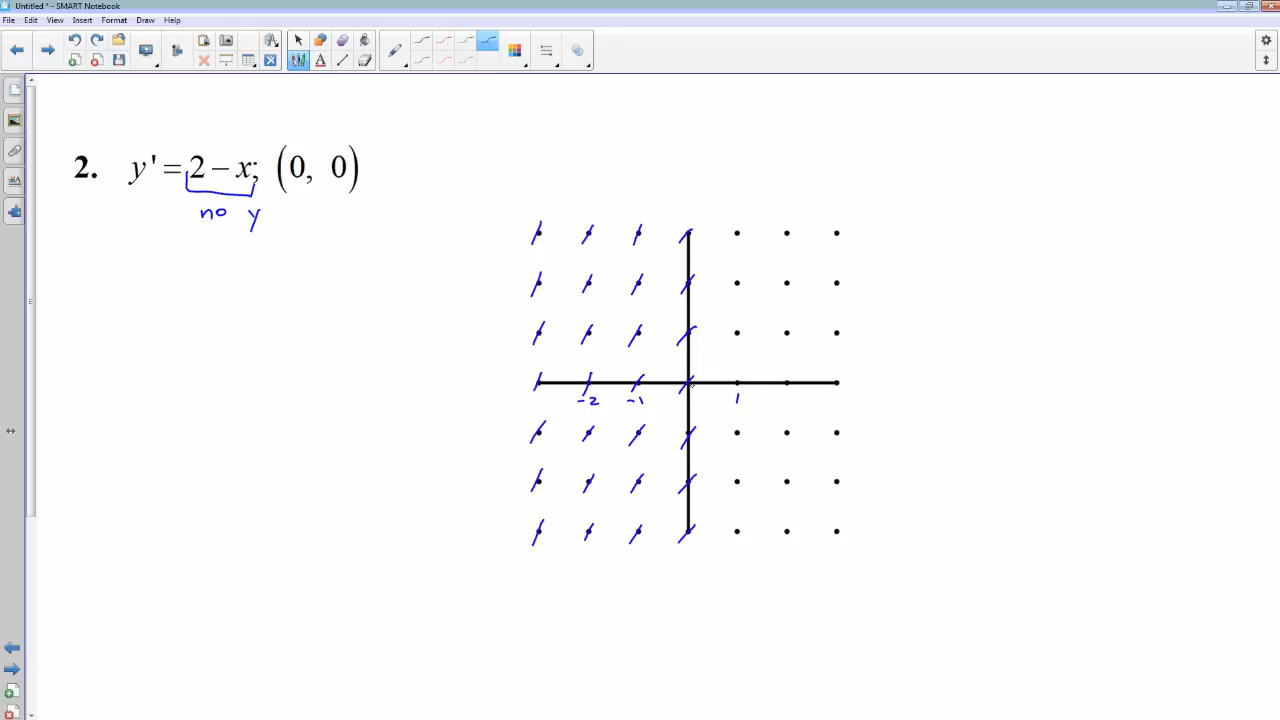 Untitled * - SMART Notebook
File Edit View Insert Format Draw Help
2. y' = 2 − x; (0, 0)
no y
-2 -1 1